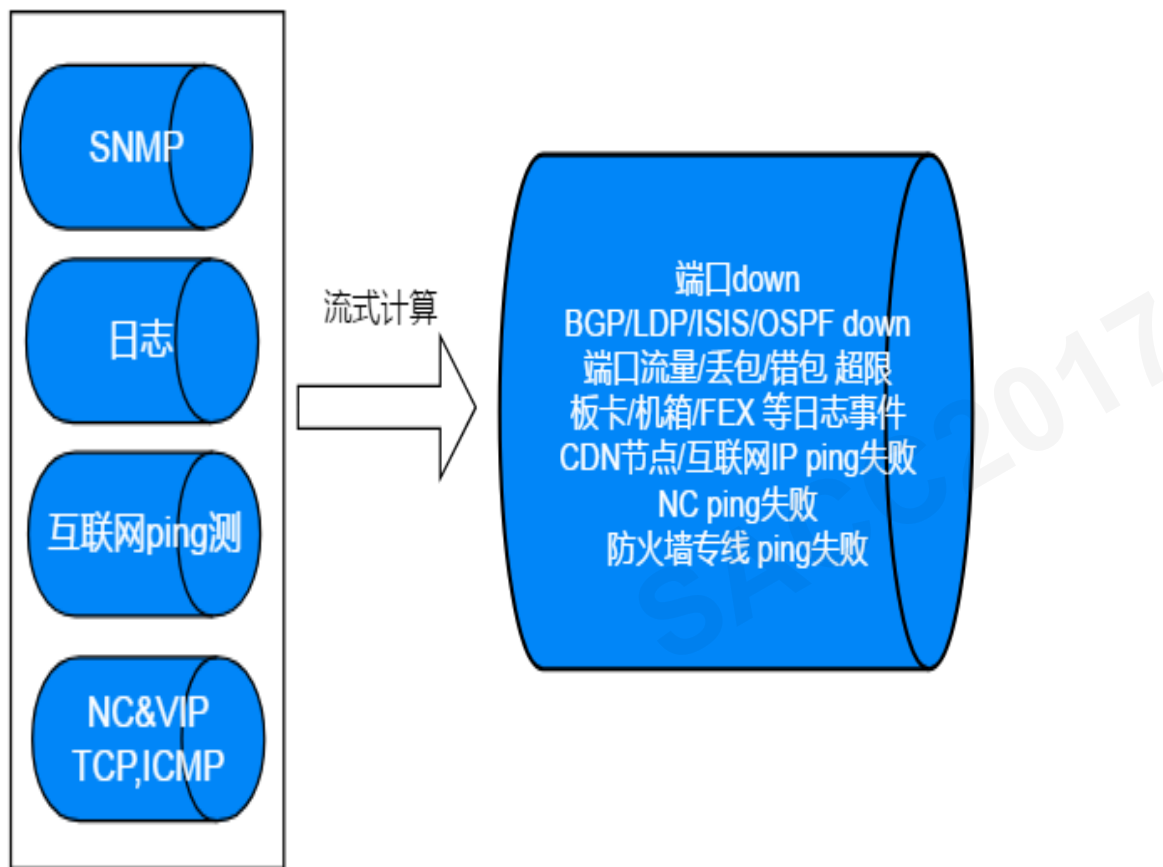 SNMP
日志
互联网ping测
NC&VIP
TCP,ICMP
流式计算
端口down
BGP/LDP/ISIS/OSPF down
端口流量/丢包/错包 超限
板卡/机箱/FEX 等日志事件
CDN节点/互联网IP ping失败
NC ping失败
防火墙专线 ping失败
SACC2017